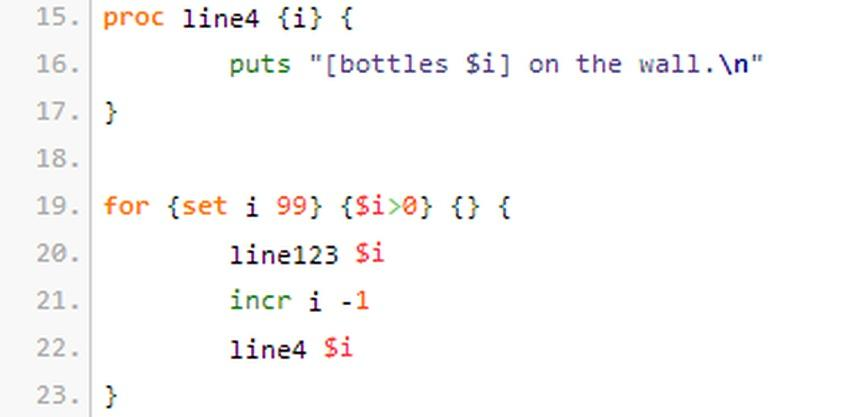 15. proc line4 {i} {
16.         puts "[bottles $i] on the wall.\n"
17. }
18.
19. for {set i 99} {$i>0} {} {
20.         line123 $i
21.         incr i -1
22.         line4 $i
23. }